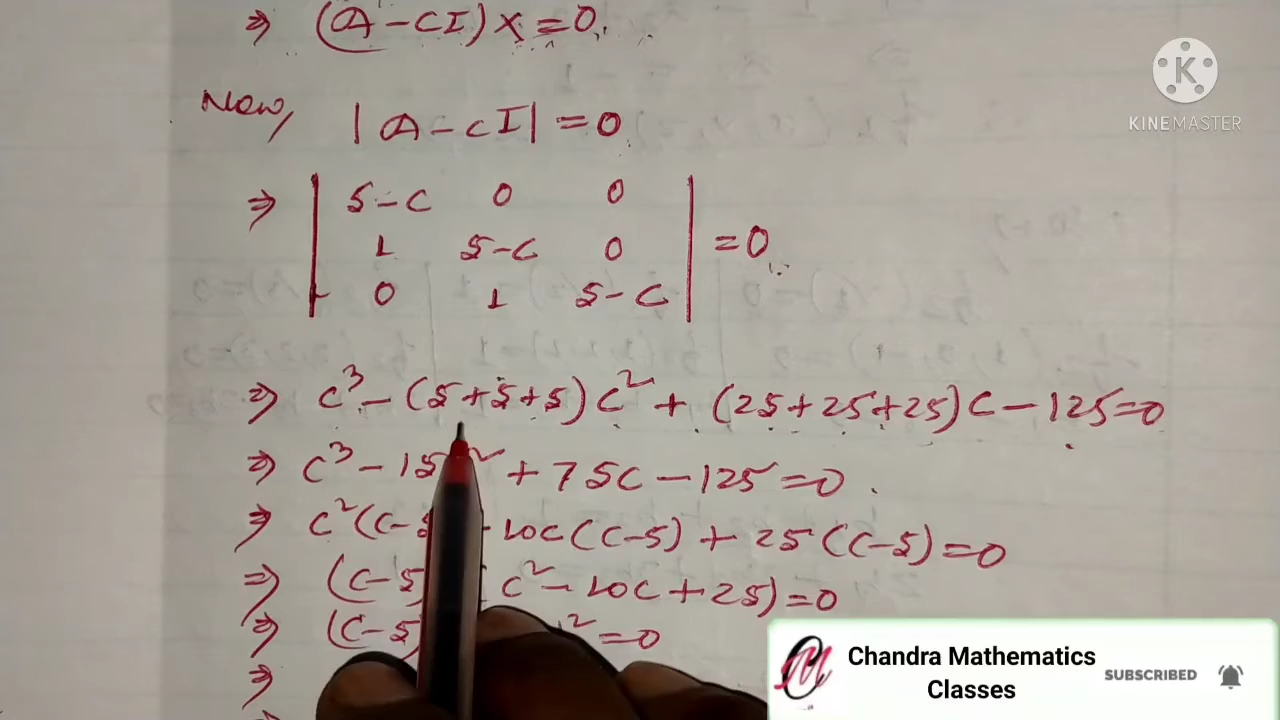 ⇒ (A - CI) X = 0.
Now, |A - CI| = 0
⇒ | 5-C 0 0 |
| 1 5-C 0 | = 0
| 0 1 5-C |
⇒ C³ - (5+5+5)C² + (25+25+25)C - 125 = 0
⇒ C³ - 15 ² + 75C - 125 = 0.
⇒ C²(C-5 10C(C-5) + 25(C-5) = 0
⇒ (C-5) C² - 10C + 25) = 0
⇒ (C-5) ² = 0
⇒
K
KINEMASTER
Chandra Mathematics
Classes
SUBSCRIBED